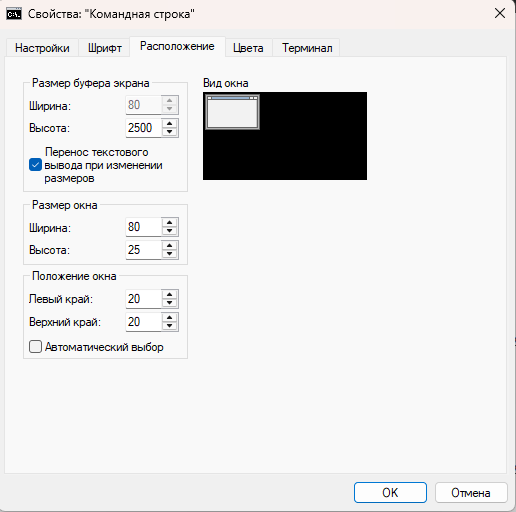 Свойства: "Командная строка"
Настройки Шрифт Расположение Цвета Терминал
Размер буфера экрана
Ширина: 80
Высота: 2500
Перенос текстового
вывода при изменении
размеров
Вид окна
Размер окна
Ширина: 80
Высота: 25
Положение окна
Левый край: 20
Верхний край: 20
Автоматический выбор
OK Отмена